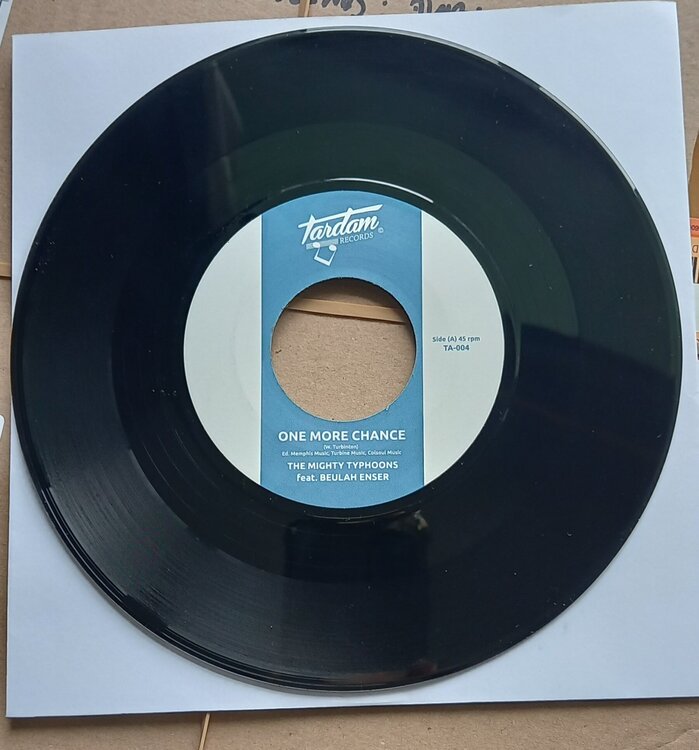 tardam
RECORDS ©
Side (A) 45 rpm
TA-004
ONE MORE CHANCE
(W. Turbinton)
Ed. Memphis Music, Turbine Music, Colsoul Music
THE MIGHTY TYPHOONS
feat. BEULAH ENSER